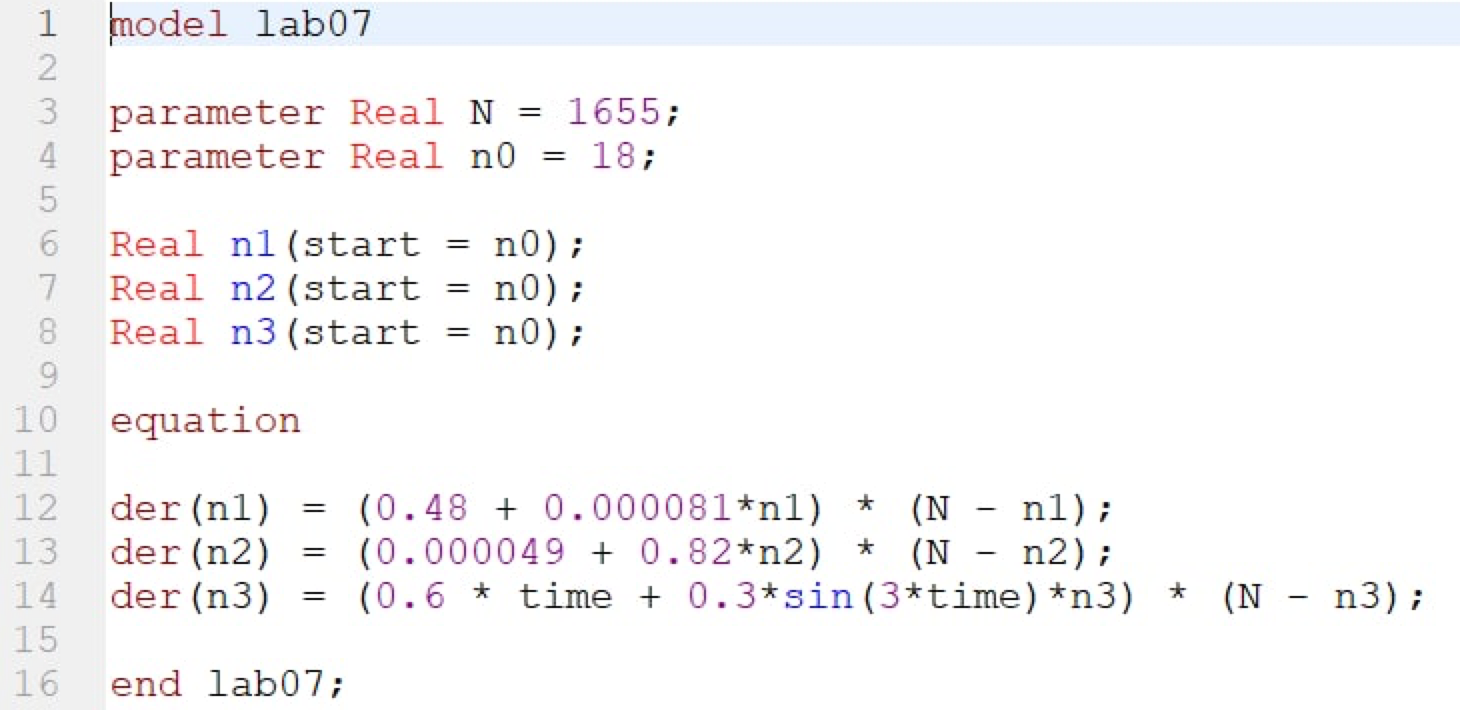 1 model lab07
2
3 parameter Real N = 1655;
4 parameter Real n0 = 18;
5
6 Real n1(start = n0);
7 Real n2(start = n0);
8 Real n3(start = n0);
9
10 equation
11
12 der(n1) = (0.48 + 0.000081*n1) * (N - n1);
13 der(n2) = (0.000049 + 0.82*n2) * (N - n2);
14 der(n3) = (0.6 * time + 0.3*sin(3*time)*n3) * (N - n3);
15
16 end lab07;